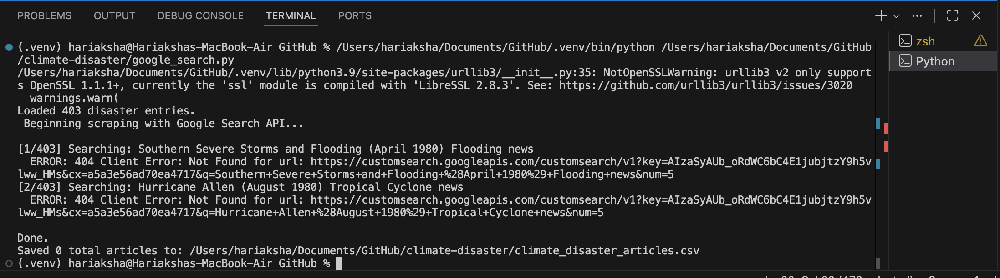 PROBLEMS OUTPUT DEBUG CONSOLE TERMINAL PORTS
(.venv) hariaksha@Hariakshas-MacBook-Air GitHub % /Users/hariaksha/Documents/GitHub/.venv/bin/python /Users/hariaksha/Documents/GitHub
/climate-disaster/google_search.py
/Users/hariaksha/Documents/GitHub/.venv/lib/python3.9/site-packages/urllib3/__init__.py:35: NotOpenSSLWarning: urllib3 v2 only support
s OpenSSL 1.1.1+, currently the 'ssl' module is compiled with 'LibreSSL 2.8.3'. See: https://github.com/urllib3/urllib3/issues/3020
  warnings.warn(
Loaded 403 disaster entries.
 Beginning scraping with Google Search API...
[1/403] Searching: Southern Severe Storms and Flooding (April 1980) Flooding news
  ERROR: 404 Client Error: Not Found for url: https://customsearch.googleapis.com/customsearch/v1?key=AIzaSyAUb_oRdWC6bC4E1jubjtzY9h5v
lww_HMs&cx=a5a3e56ad70ea4717&q=Southern+Severe+Storms+and+Flooding+%28April+1980%29+Flooding+news&num=5
[2/403] Searching: Hurricane Allen (August 1980) Tropical Cyclone news
  ERROR: 404 Client Error: Not Found for url: https://customsearch.googleapis.com/customsearch/v1?key=AIzaSyAUb_oRdWC6bC4E1jubjtzY9h5v
lww_HMs&cx=a5a3e56ad70ea4717&q=Hurricane+Allen+%28August+1980%29+Tropical+Cyclone+news&num=5
Done.
Saved 0 total articles to: /Users/hariaksha/Documents/GitHub/climate-disaster/climate_disaster_articles.csv
(.venv) hariaksha@Hariakshas-MacBook-Air GitHub %
zsh
Python